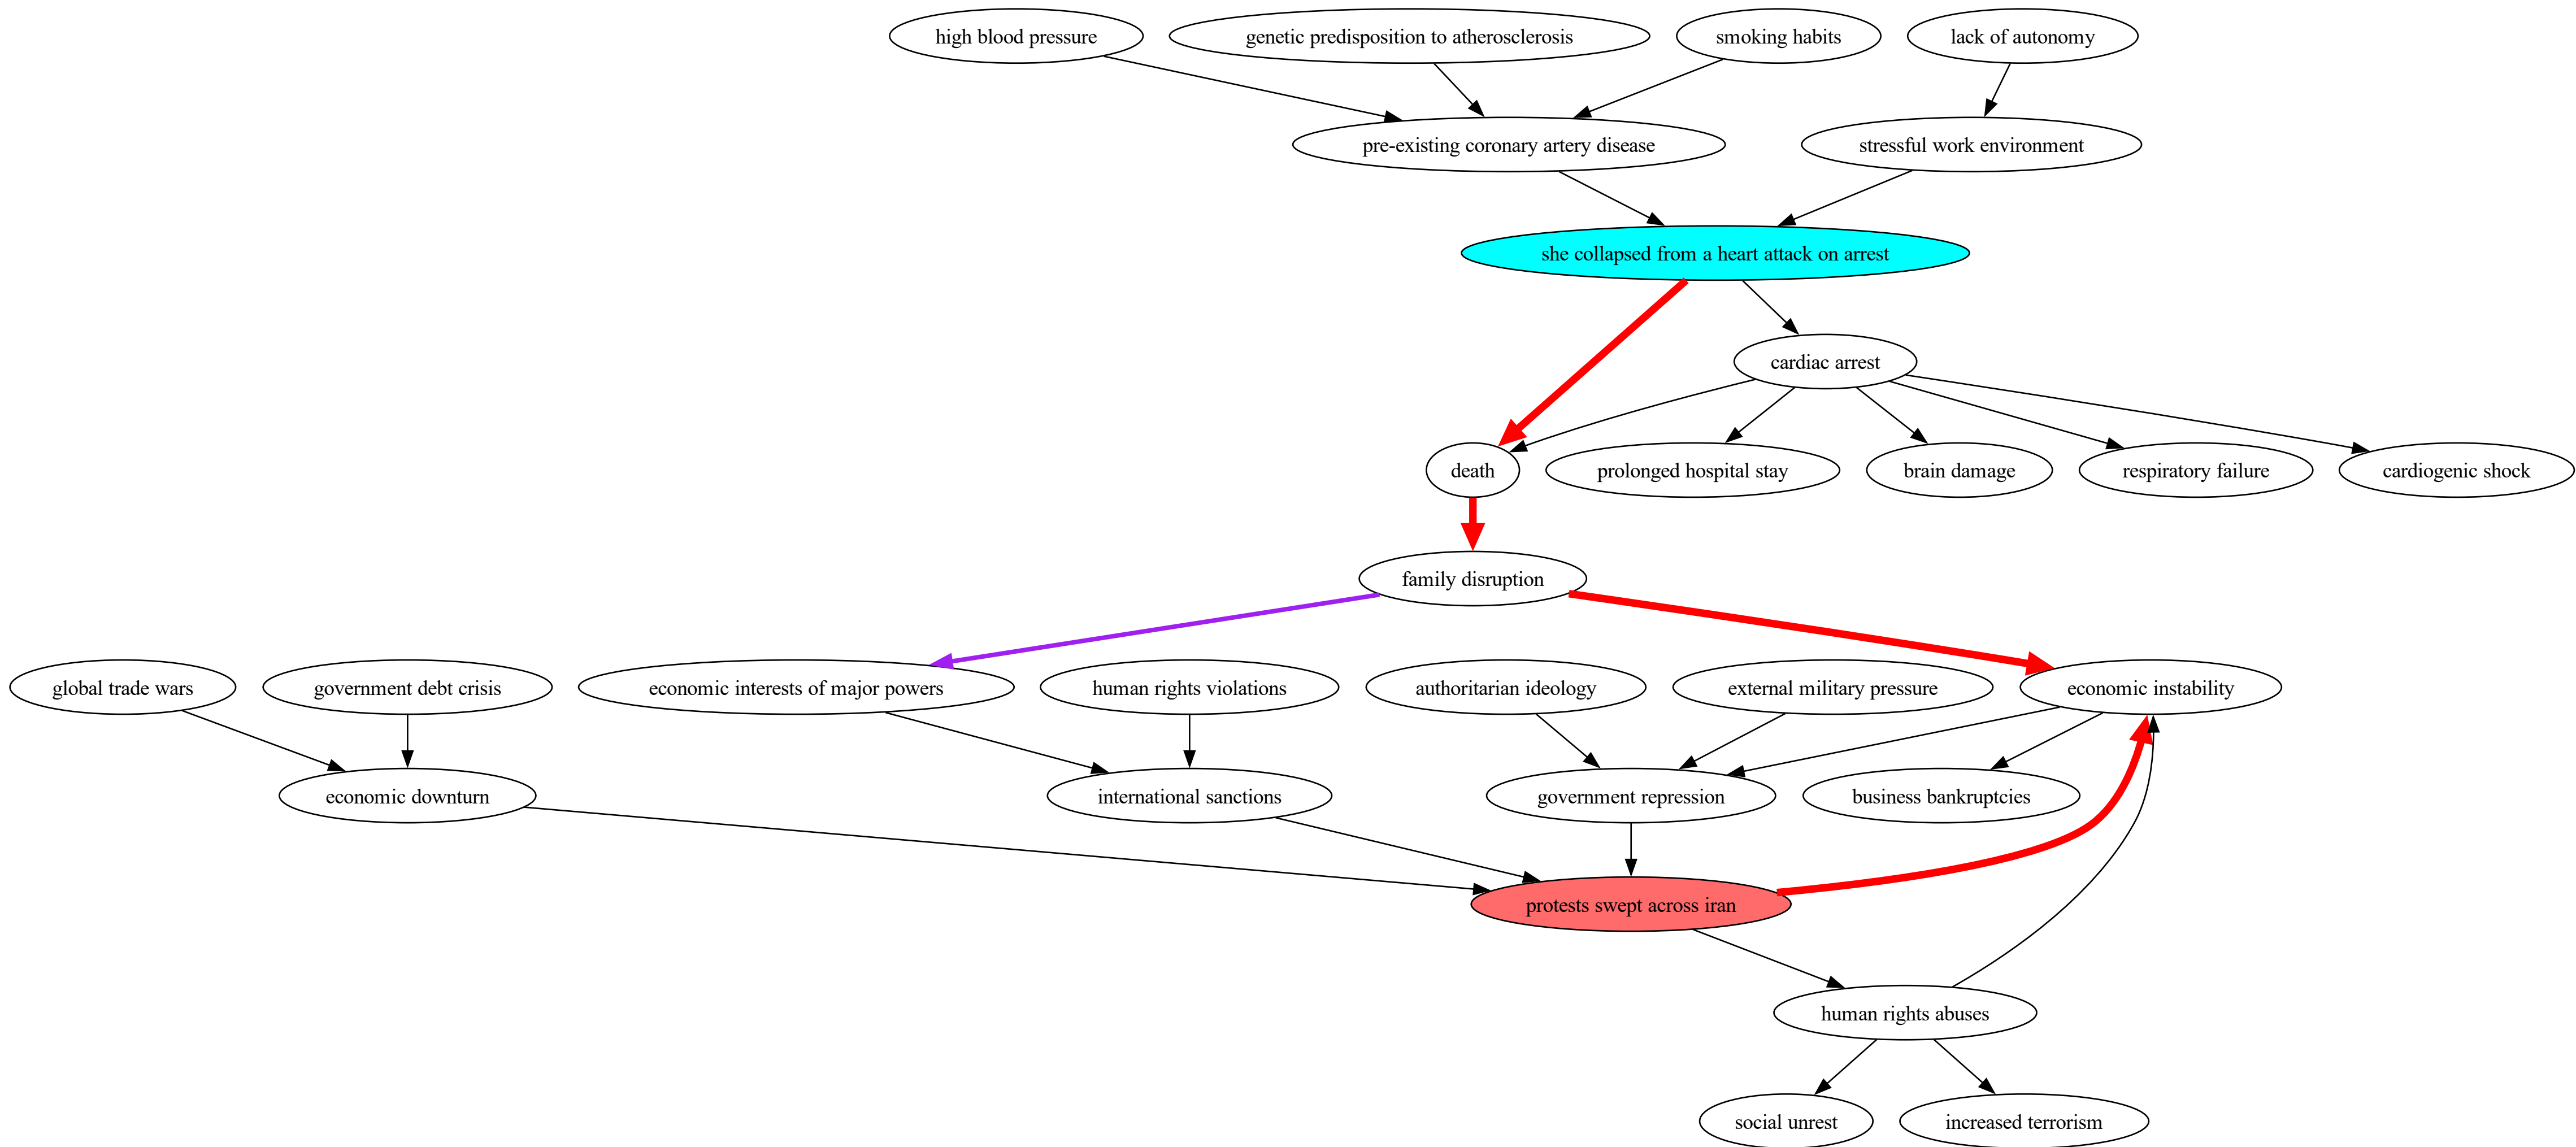 high blood pressure
genetic predisposition to atherosclerosis
smoking habits
lack of autonomy
pre-existing coronary artery disease
stressful work environment
she collapsed from a heart attack on arrest
cardiac arrest
death
prolonged hospital stay
brain damage
respiratory failure
cardiogenic shock
family disruption
global trade wars
government debt crisis
economic interests of major powers
human rights violations
authoritarian ideology
external military pressure
economic instability
economic downturn
international sanctions
government repression
business bankruptcies
protests swept across iran
human rights abuses
social unrest
increased terrorism